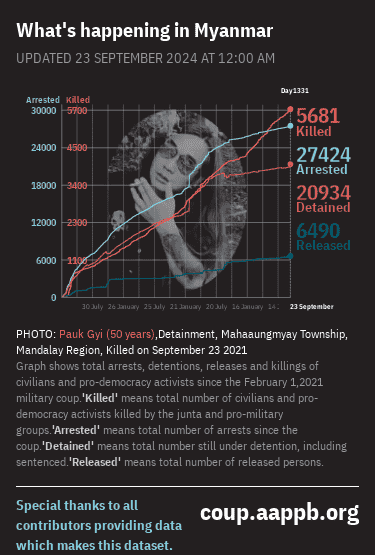 What's happening in Myanmar
UPDATED 23 SEPTEMBER 2024 AT 12:00 AM
Day1331
Arrested Killed
30000 5700
5681
Killed
24000 4500
27424
Arrested
18000 3400
20934
Detained
12000 2300
6490
Released
6000 1100
0
30 July 26 January 25 July 21 January 20 July 16 January 14 23 September
PHOTO: Pauk Gyi (50 years),Detainment, Mahaaungmyay Township,
Mandalay Region, Killed on September 23 2021
Graph shows total arrests, detentions, releases and killings of
civilians and pro-democracy activists since the February 1,2021
military coup.'Killed' means total number of civilians and pro-
democracy activists killed by the junta and pro-military
groups.'Arrested' means total number of arrests since the
coup.'Detained' means total number still under detention, including
sentenced.'Released' means total number of released persons.
Special thanks to all
contributors providing data
which makes this dataset.
coup.aappb.org